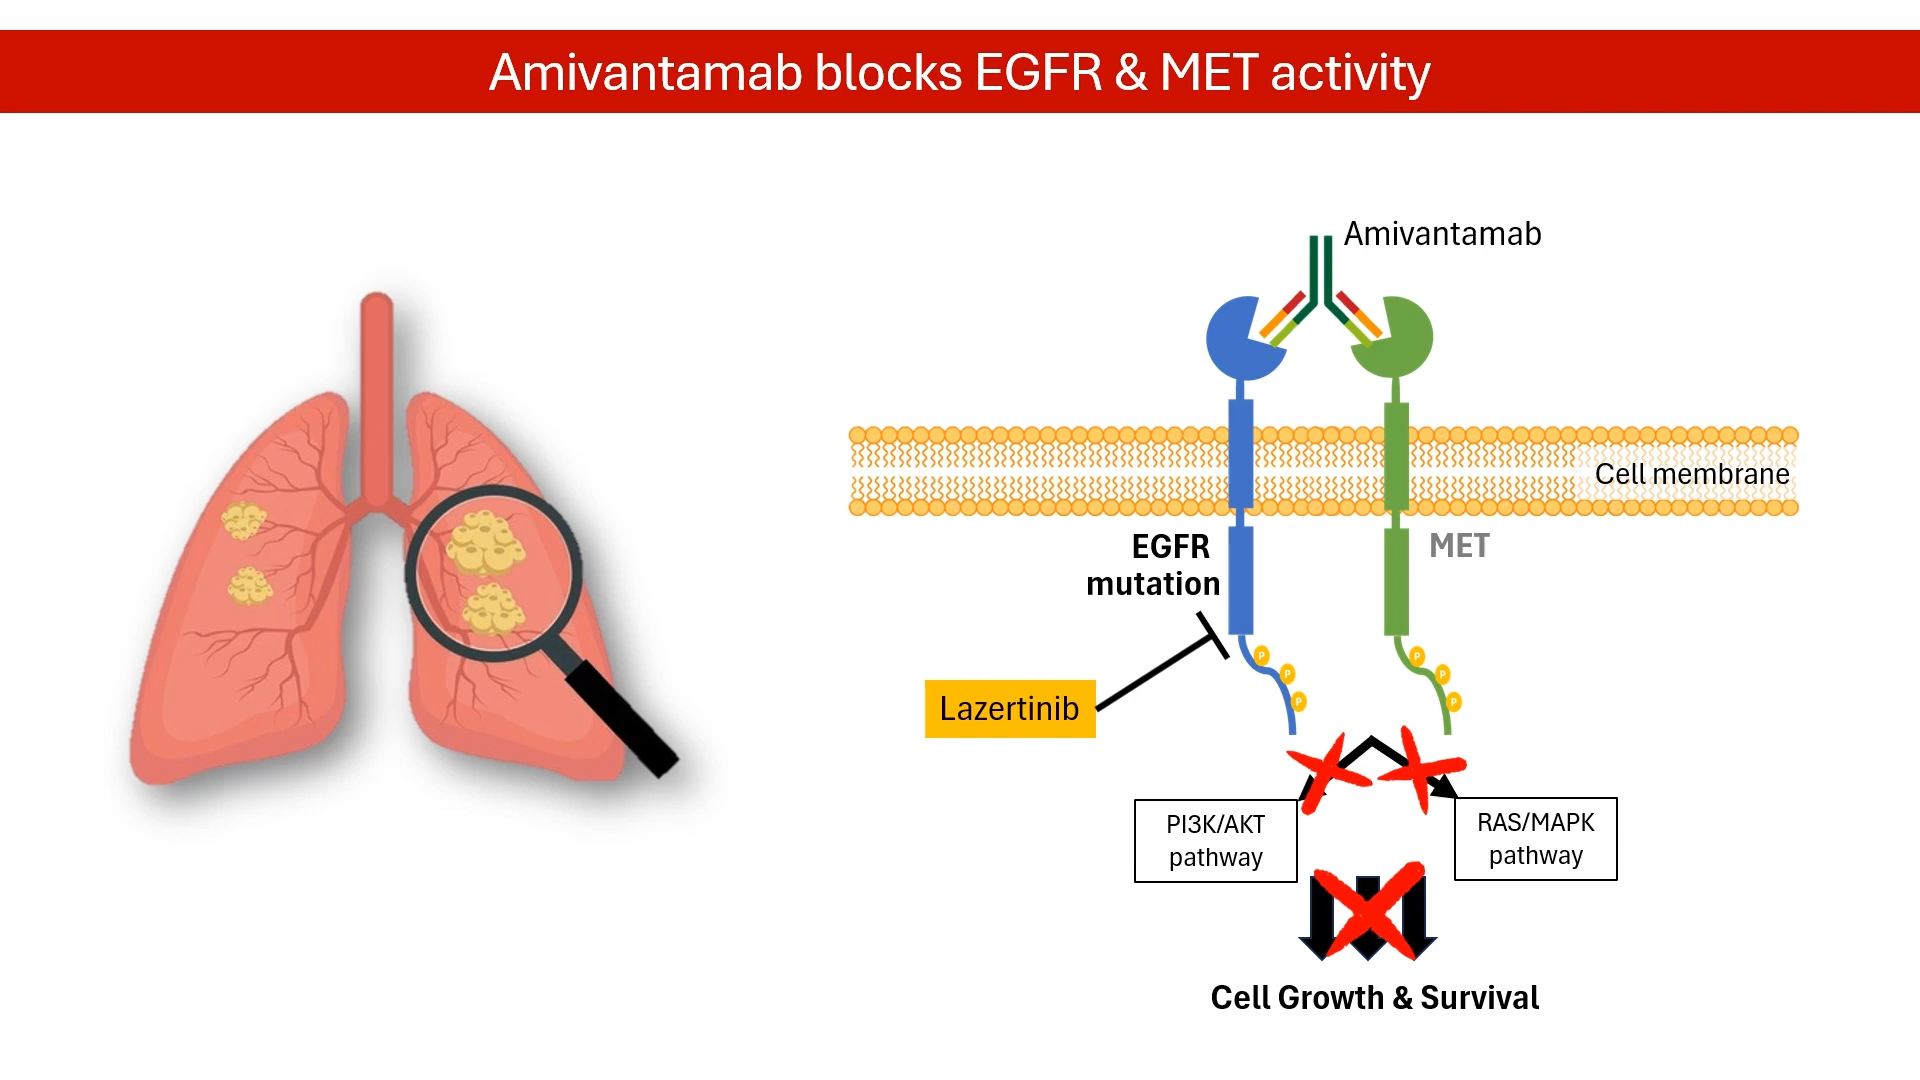 Amivantamab blocks EGFR & MET activity
Amivantamab
Cell membrane
EGFR
mutation
MET
P
P
P
P
P
P
Lazertinib
PI3K/AKT
pathway
RAS/MAPK
pathway
Cell Growth & Survival